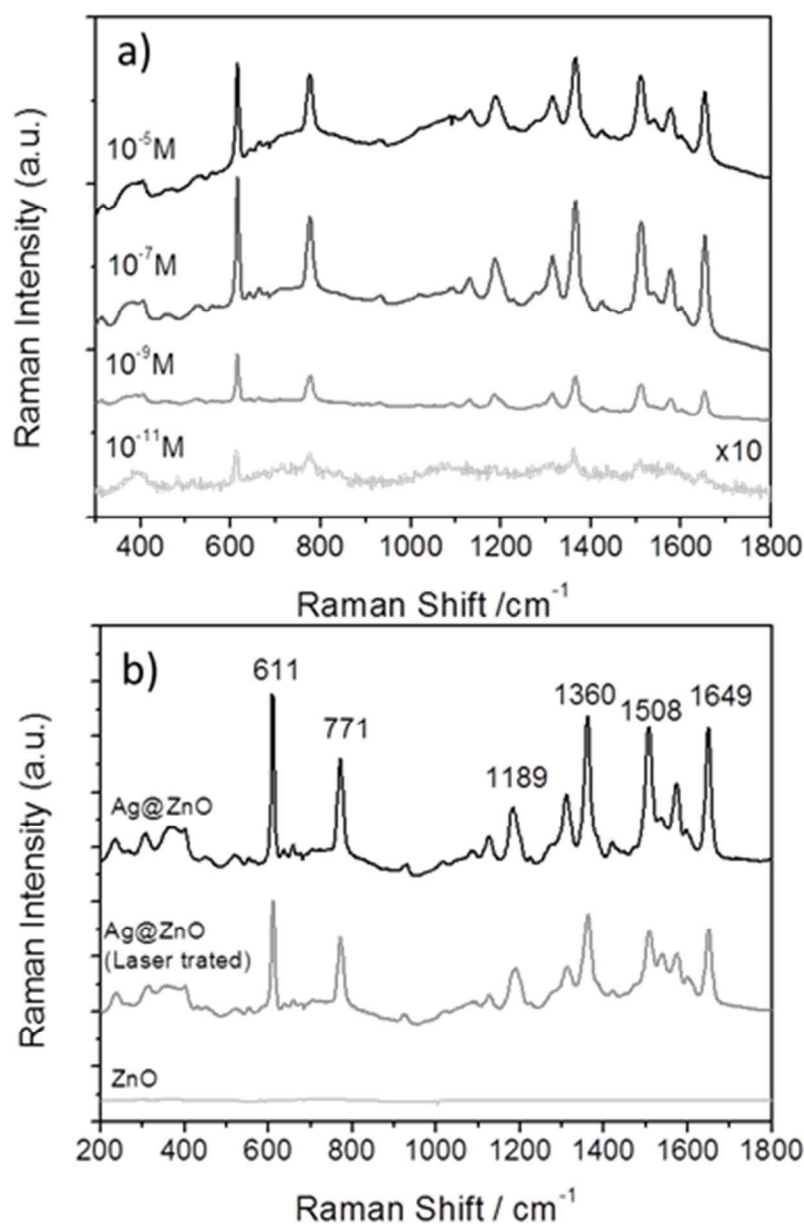 a)
10⁻⁵M
10⁻⁷M
10⁻⁹M
10⁻¹¹M
x10
Raman Intensity (a.u.)
400 600 800 1000 1200 1400 1600 1800
Raman Shift /cm⁻¹
b)
611
771
1189
1360
1508
1649
Ag@ZnO
Ag@ZnO
(Laser trated)
ZnO
Raman Intensity (a.u.)
200 400 600 800 1000 1200 1400 1600 1800
Raman Shift / cm⁻¹